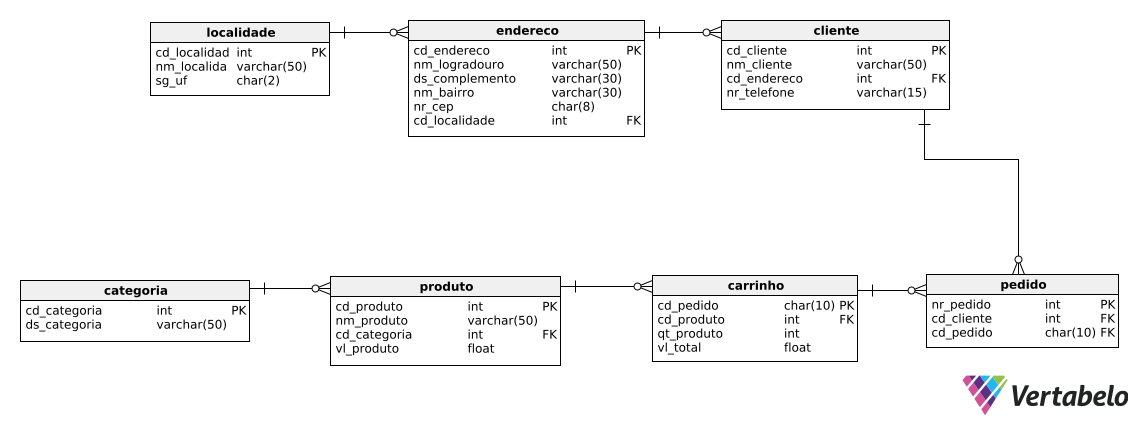 localidade
cd_localidad int PK
nm_localida varchar(50)
sg_uf char(2)
endereco
cd_endereco int PK
nm_logradouro varchar(50)
ds_complemento varchar(30)
nm_bairro varchar(30)
nr_cep char(8)
cd_localidade int FK
cliente
cd_cliente int PK
nm_cliente varchar(50)
cd_endereco int FK
nr_telefone varchar(15)
categoria
cd_categoria int PK
ds_categoria varchar(50)
produto
cd_produto int PK
nm_produto varchar(50)
cd_categoria int FK
vl_produto float
carrinho
cd_pedido char(10) PK
cd_produto int FK
qt_produto int
vl_total float
pedido
nr_pedido int PK
cd_cliente int FK
cd_pedido char(10) FK
Vertabelo